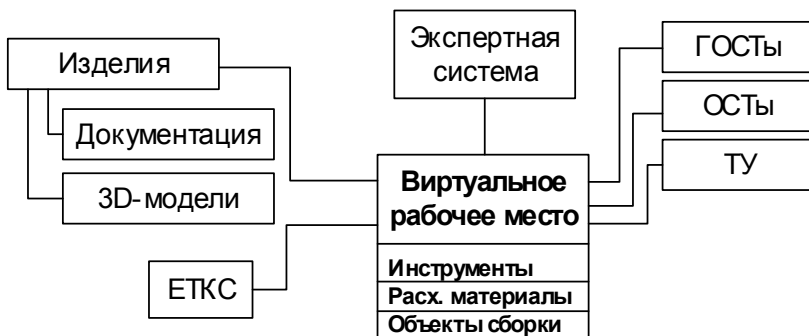 Изделия
Документация
3D-модели
ЕТКС
Экспертная
система
Виртуальное
рабочее место
Инструменты
Расх. материалы
Объекты сборки
ГОСТы
ОСТы
ТУ